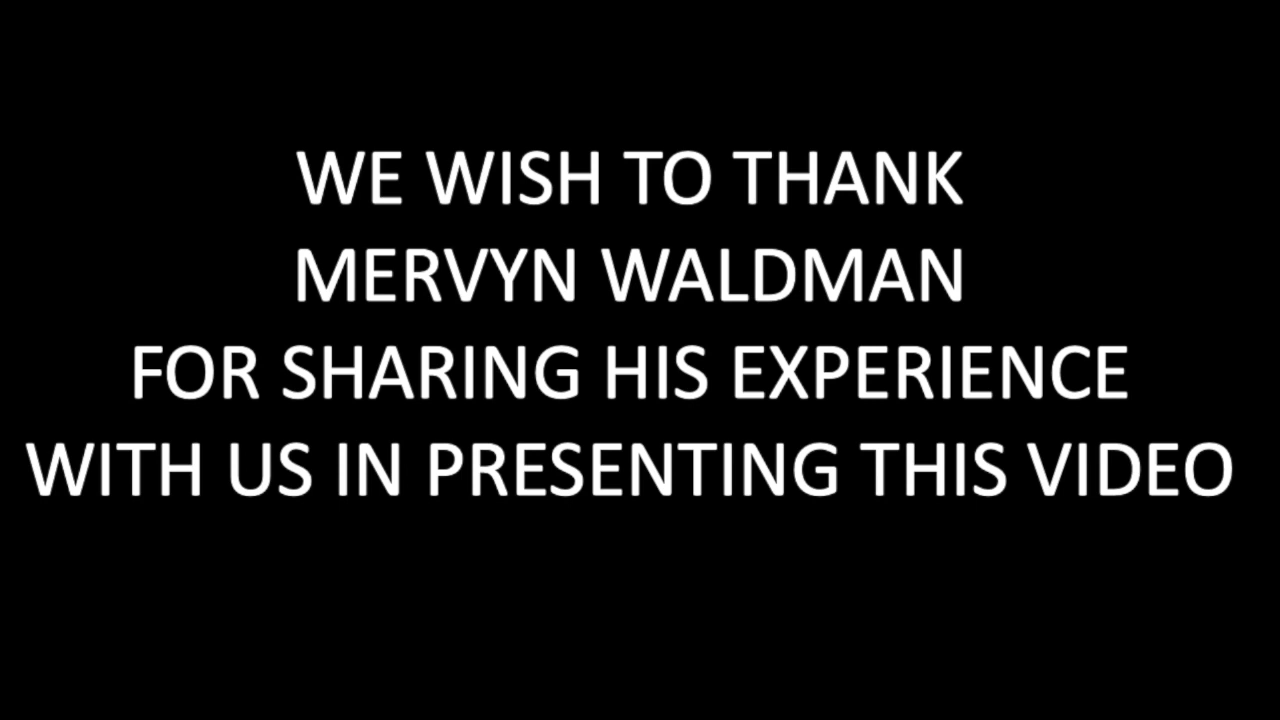 WE WISH TO THANK
MERVYN WALDMAN
FOR SHARING HIS EXPERIENCE
WITH US IN PRESENTING THIS VIDEO